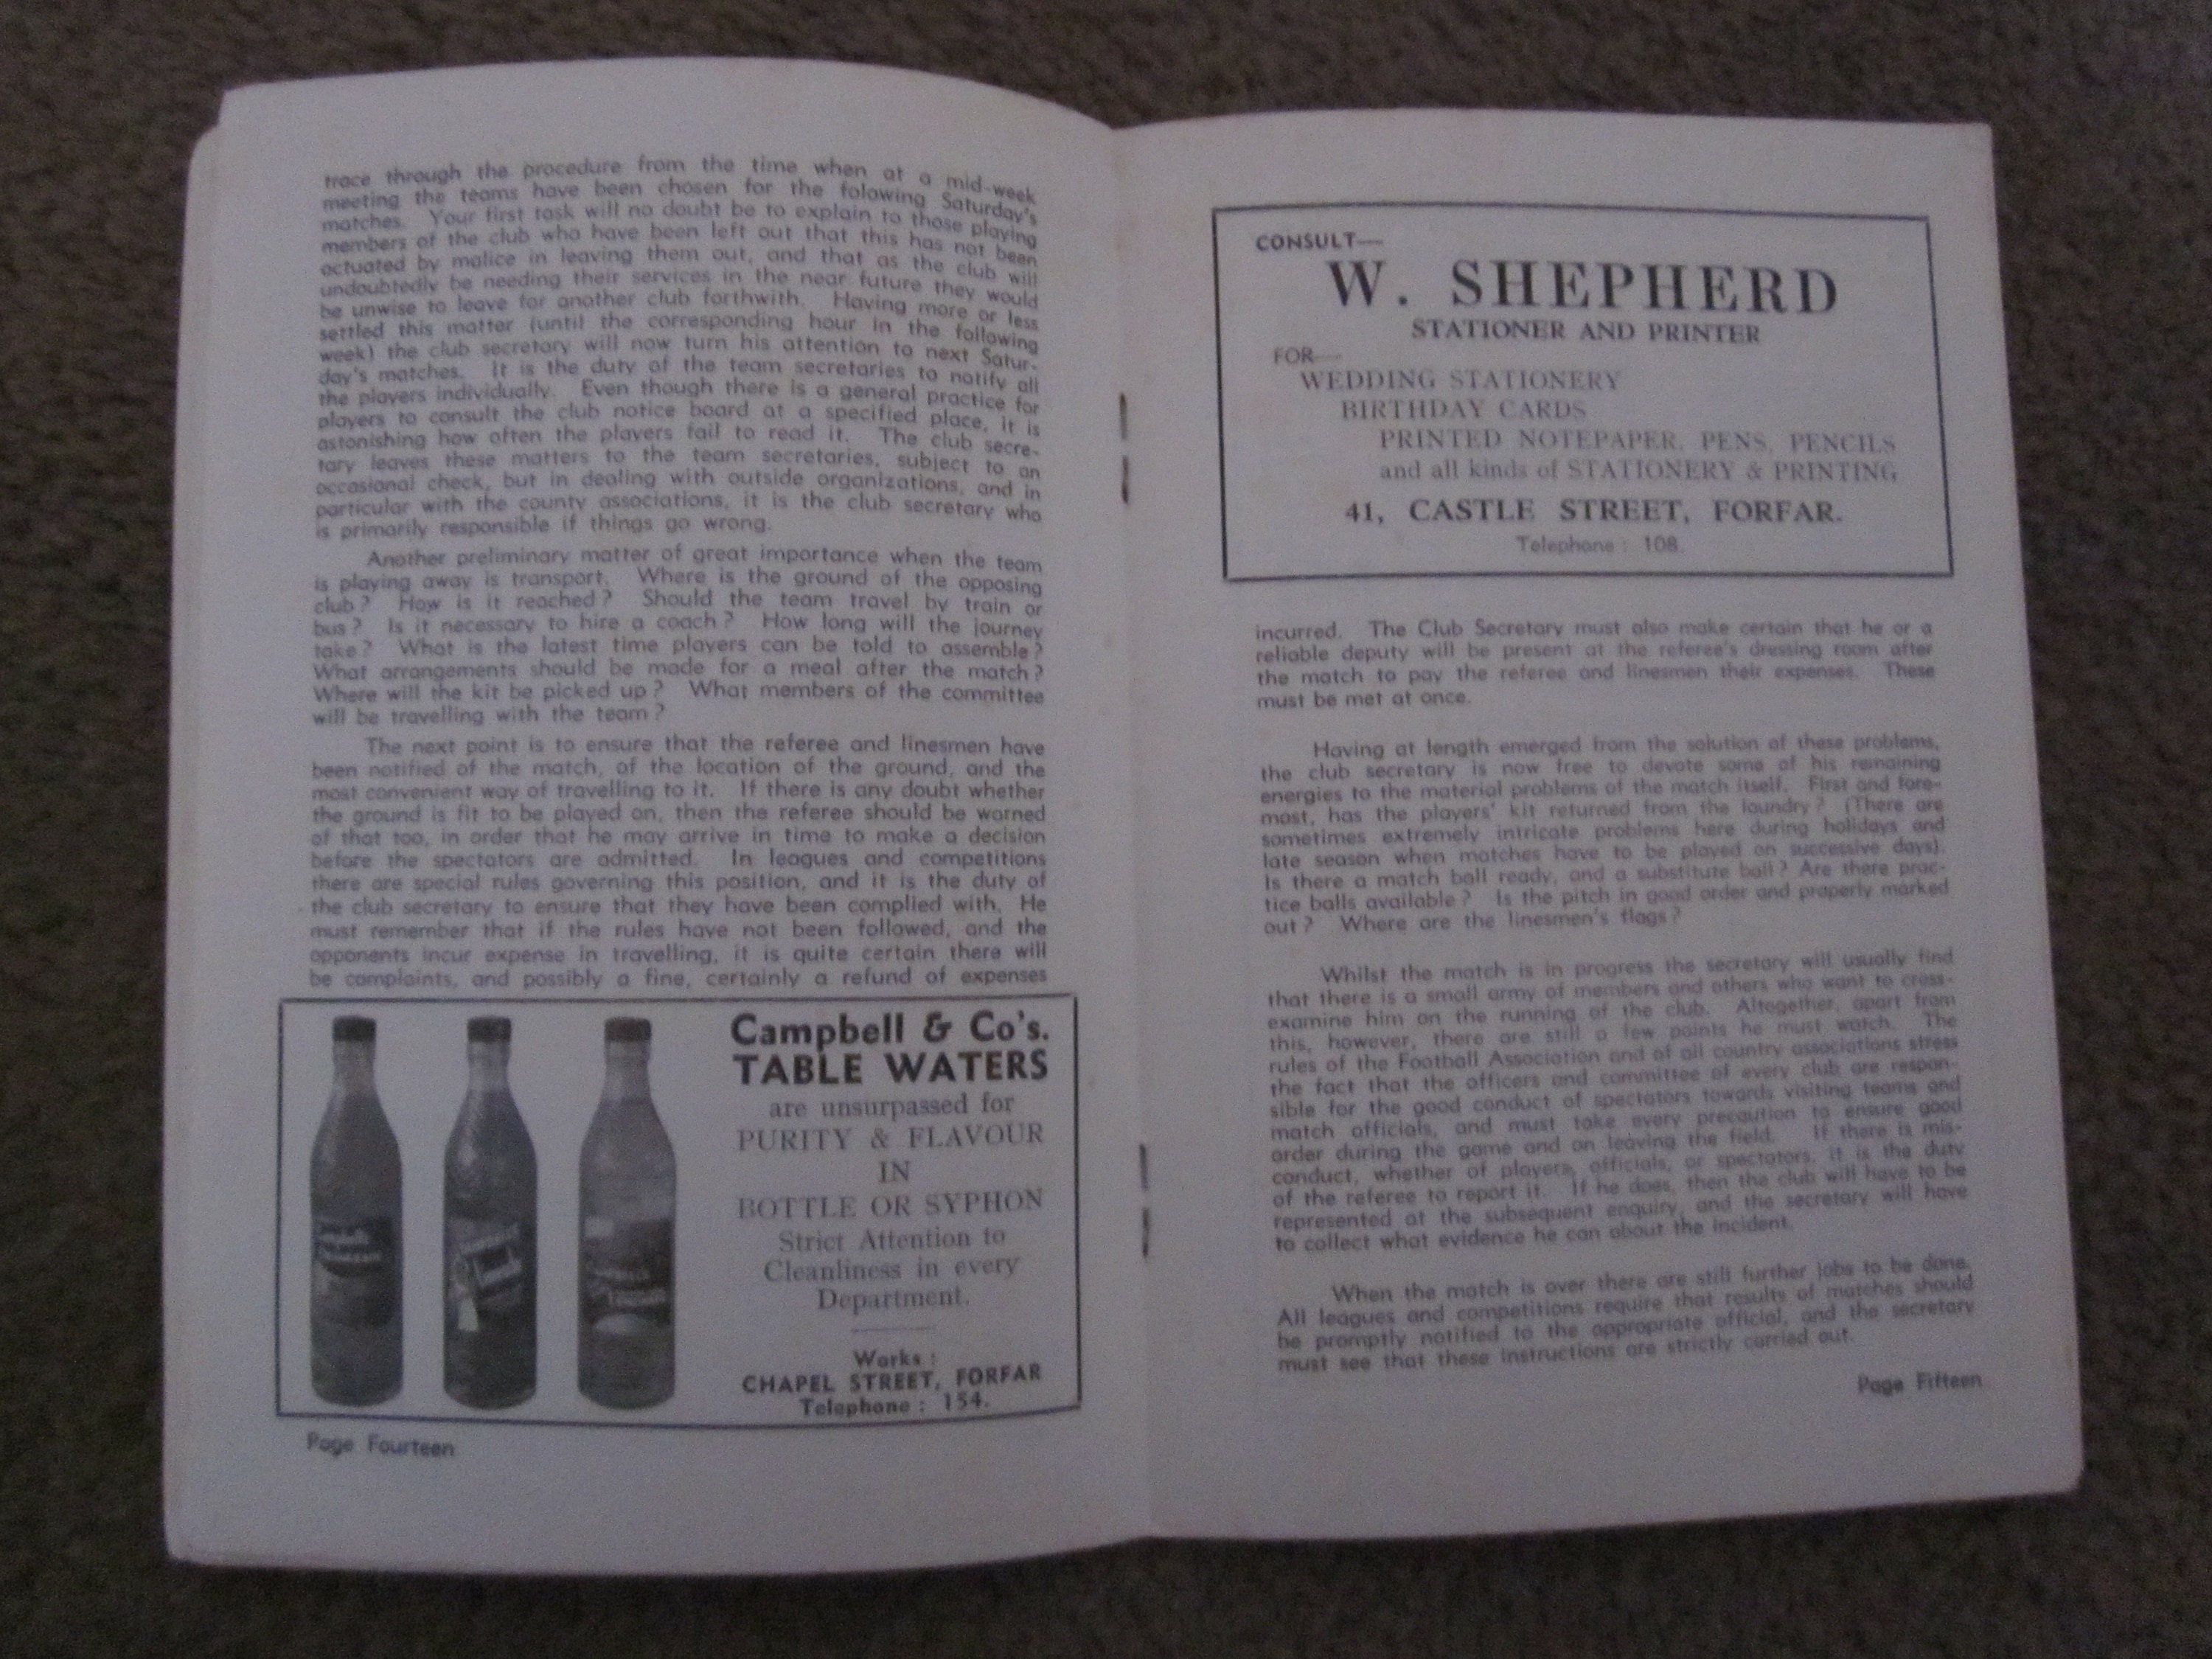 trace through the procedure from the time when at a mid-week
meeting the teams have been chosen for the folowing Saturday's
matches. Your first task will no doubt be to explain to those playing
members of the club who have been left out that this has not been
actuated by malice in leaving them out, and that as the club will
undoubtedly be needing their services in the near future they would
be unwise to leave for another club forthwith. Having more or less
settled this matter (until the corresponding hour in the following
week) the club secretary will now turn his attention to next Satur-
day's matches. It is the duty of the team secretaries to notify all
the players individually. Even though there is a general practice for
players to consult the club notice board at a specified place, it is
astonishing how often the players fail to read it. The club secre-
tary leaves these matters to the team secretaries, subject to an
occasional check, but in dealing with outside organizations, and in
particular with the county associations, it is the club secretary who
is primarily responsible if things go wrong.
Another preliminary matter of great importance when the team
is playing away is transport. Where is the ground of the opposing
club? How is it reached? Should the team travel by train or
bus? Is it necessary to hire a coach? How long will the journey
take? What is the latest time players can be told to assemble?
What arrangements should be made for a meal after the match?
Where will the kit be picked up? What members of the committee
will be travelling with the team?
The next point is to ensure that the referee and linesmen have
been notified of the match, of the location of the ground, and the
most convenient way of travelling to it. If there is any doubt whether
the ground is fit to be played on, then the referee should be warned
of that too, in order that he may arrive in time to make a decision
before the spectators are admitted. In leagues and competitions
there are special rules governing this position, and it is the duty of
the club secretary to ensure that they have been complied with. He
must remember that if the rules have not been followed, and the
opponents incur expense in travelling, it is quite certain there will
be complaints, and possibly a fine, certainly a refund of expenses
Campbell & Co's.
TABLE WATERS
are unsurpassed for
PURITY & FLAVOUR
IN
BOTTLE OR SYPHON
Strict Attention to
Cleanliness in every
Department.
Works :
CHAPEL STREET, FORFAR
Telephone : 154.
Page Fourteen
CONSULT—
W. SHEPHERD
STATIONER AND PRINTER
FOR—
WEDDING STATIONERY
BIRTHDAY CARDS
PRINTED NOTEPAPER, PENS, PENCILS
and all kinds of STATIONERY & PRINTING
41, CASTLE STREET, FORFAR.
Telephone : 108.
incurred. The Club Secretary must also make certain that he or a
reliable deputy will be present at the referee's dressing room after
the match to pay the referee and linesmen their expenses. These
must be met at once.
Having at length emerged from the solution of these problems,
the club secretary is now free to devote some of his remaining
energies to the material problems of the match itself. First and fore-
most, has the players' kit returned from the laundry? (There are
sometimes extremely intricate problems here during holidays and
late season when matches have to be played on successive days).
Is there a match ball ready, and a substitute ball? Are there prac-
tice balls available? Is the pitch in good order and properly marked
out? Where are the linesmen's flags?
Whilst the match is in progress the secretary will usually find
that there is a small army of members and others who want to cross-
examine him on the running of the club. Altogether, apart from
this, however, there are still a few points he must watch. The
rules of the Football Association and of all country associations stress
the fact that the officers and committee of every club are respon-
sible for the good conduct of spectators towards visiting teams and
match officials, and must take every precaution to ensure good
order during the game and on leaving the field. If there is mis-
conduct, whether of players, officials, or spectators, it is the duty
of the referee to report it. If he does, then the club will have to be
represented at the subsequent enquiry, and the secretary will have
to collect what evidence he can about the incident.
When the match is over there are still further jobs to be done.
All leagues and competitions require that results of matches should
be promptly notified to the appropriate official, and the secretary
must see that these instructions are strictly carried out.
Page Fifteen